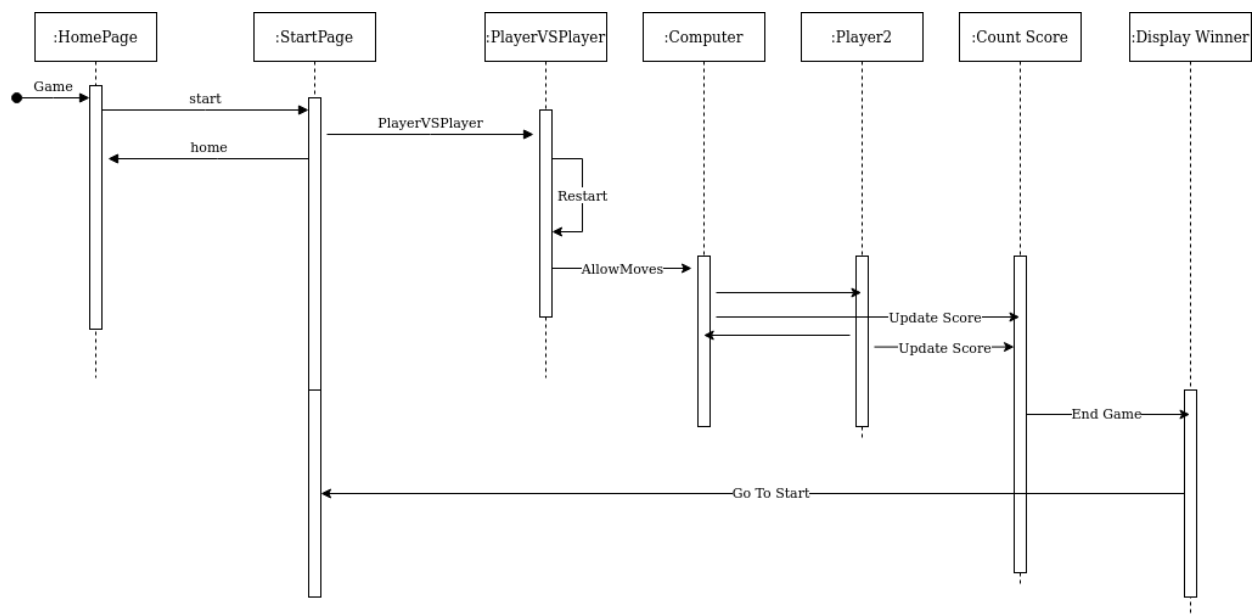 :HomePage
:StartPage
:PlayerVSPlayer
:Computer
:Player2
:Count Score
:Display Winner
Game
start
PlayerVSPlayer
home
Restart
AllowMoves
Update Score
Update Score
End Game
Go To Start